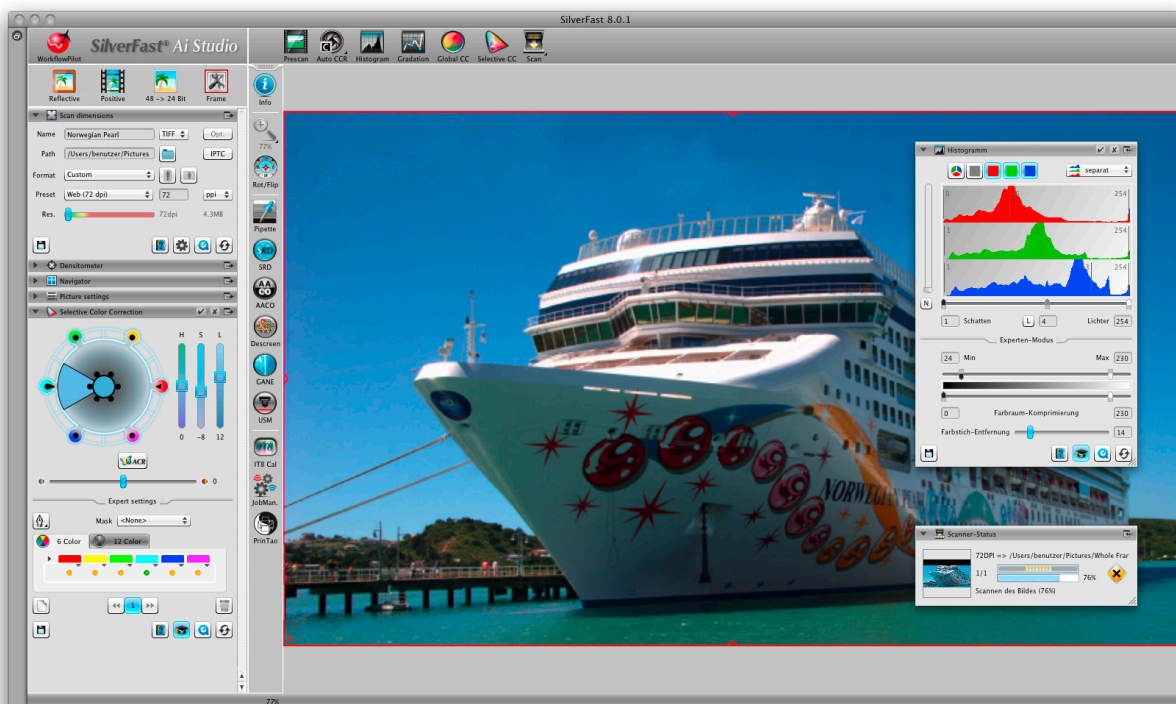 SilverFast 8.0.1
WorkflowPilot
SilverFast® Ai Studio
Prescan
Auto CCR
Histogram
Gradation
Global CC
Selective CC
Scan
Reflective
Positive
48 -> 24 Bit
Frame
Scan dimensions
Name
Norwegian Pearl
TIFF
Opt.
Path
/Users/benutzer/Pictures
IPTC
Format
Custom
Preset
Web (72 dpi)
72
ppi
Res.
72dpi
4.3MB
Densitometer
Navigator
Picture settings
Selective Color Correction
H
S
L
0
-8
12
ACR
0
Expert settings
Mask
<None>
6 Color
12 Color
1
Info
77%
Rot/Flip
Pipette
SRD
AACO
Descreen
GANE
USM
IT8 Cal
JobMan.
PrinTao
NORWEGIAN PEARL
Histogramm
separat
0
254
1
254
1
254
N
1
Schatten
L
4
Lichter
254
Experten-Modus
24
Min
Max
230
0
Farbraum-Komprimierung
230
Farbstich-Entfernung
14
Scanner-Status
72DPI => /Users/benutzer/Pictures/Whole Frar
1/1
76%
Scannen des Bildes (76%)
77%